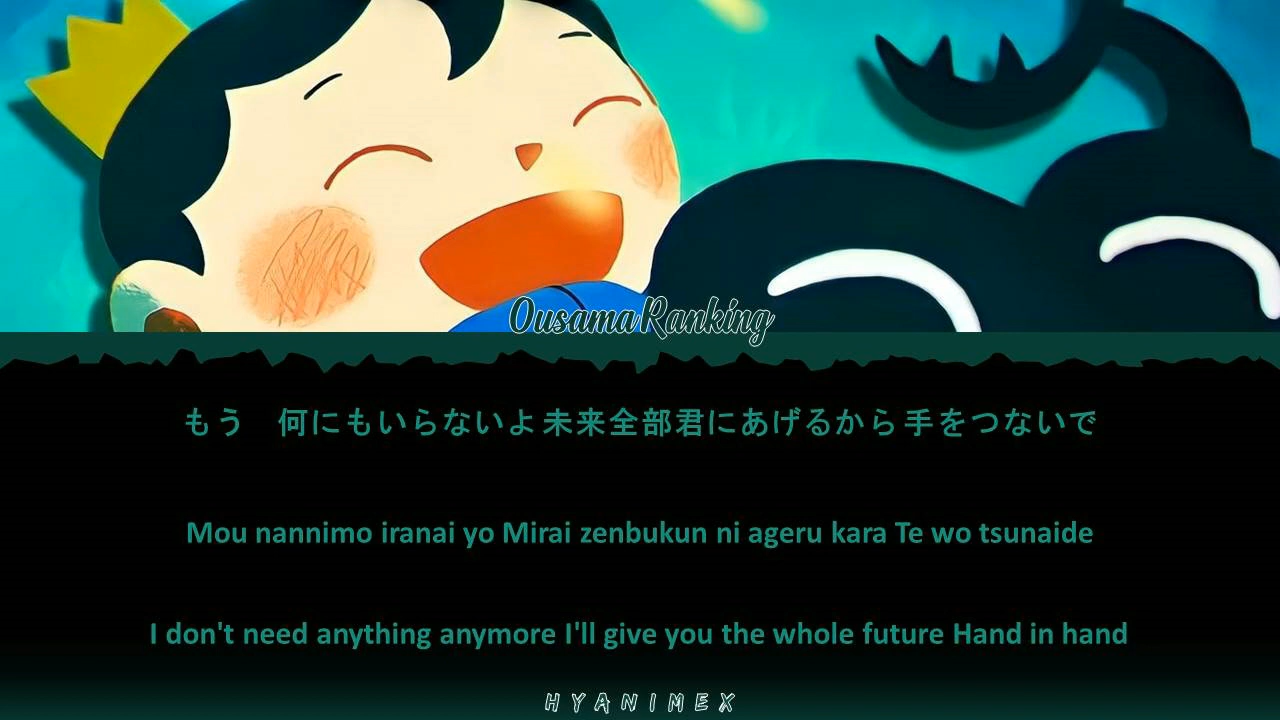 Ousama Ranking
もう　何にもいらないよ未来全部君にあげるから手をつないで
Mou nannimo iranai yo Mirai zenbukun ni ageru kara Te wo tsunaide
I don't need anything anymore I'll give you the whole future Hand in hand
HYANIMEX